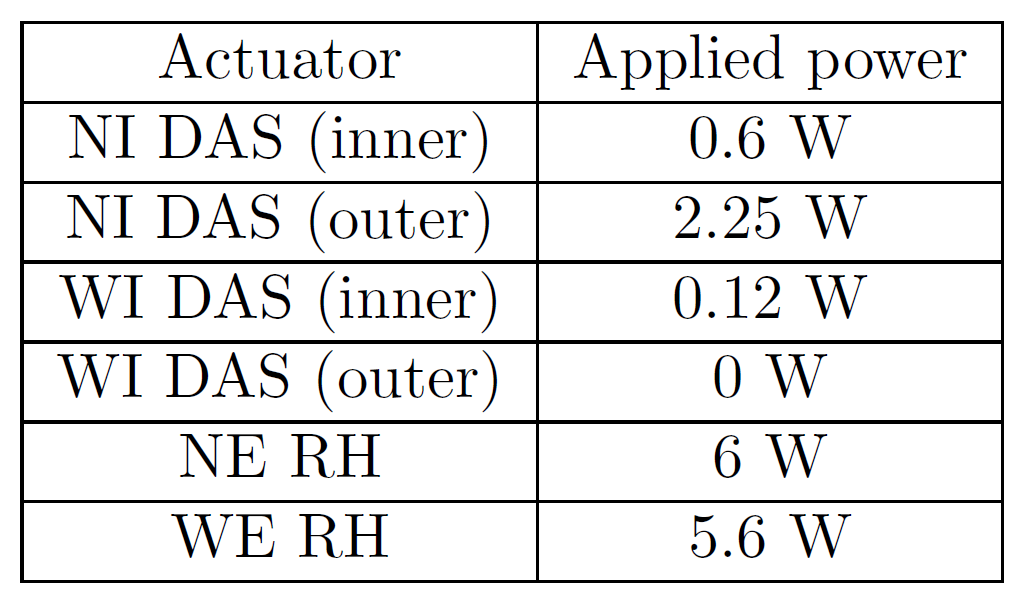 Actuator Applied power
NI DAS (inner) 0.6 W
NI DAS (outer) 2.25 W
WI DAS (inner) 0.12 W
WI DAS (outer) 0 W
NE RH 6 W
WE RH 5.6 W